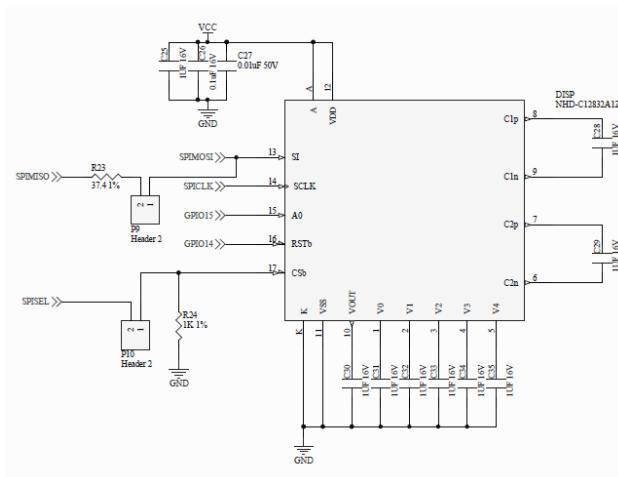 VCC
C25
1UF 16V
C26
0.1uF 16V
C27
0.01uF 50V
GND
A
12
A
VDD
DISP
NHD-C12832A12
C1p
8
C28
1UF 16V
C1n
9
C2p
7
C29
1UF 16V
C2n
6
SPIMOSI
13
SI
SPIMISO
R23
37.4 1%
2
1
P9
Header 2
SPICLK
14
SCLK
GPIO15
15
A0
GPIO14
16
RSTb
17
CSb
SPISEL
2
1
P10
Header 2
R24
1K 1%
GND
K
VSS
VOUT
V0
V1
V2
V3
V4
K
11
10
1
2
3
4
5
C30
1UF 16V
C31
1UF 16V
C32
1UF 16V
C33
1UF 16V
C34
1UF 16V
C35
1UF 16V
GND